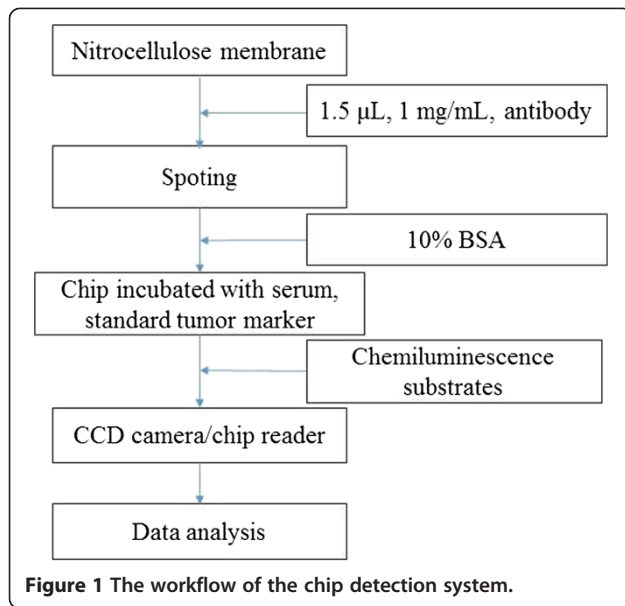 Nitrocellulose membrane
1.5 μL, 1 mg/mL, antibody
Spoting
10% BSA
Chip incubated with serum,
standard tumor marker
Chemiluminescence
substrates
CCD camera/chip reader
Data analysis
Figure 1 The workflow of the chip detection system.